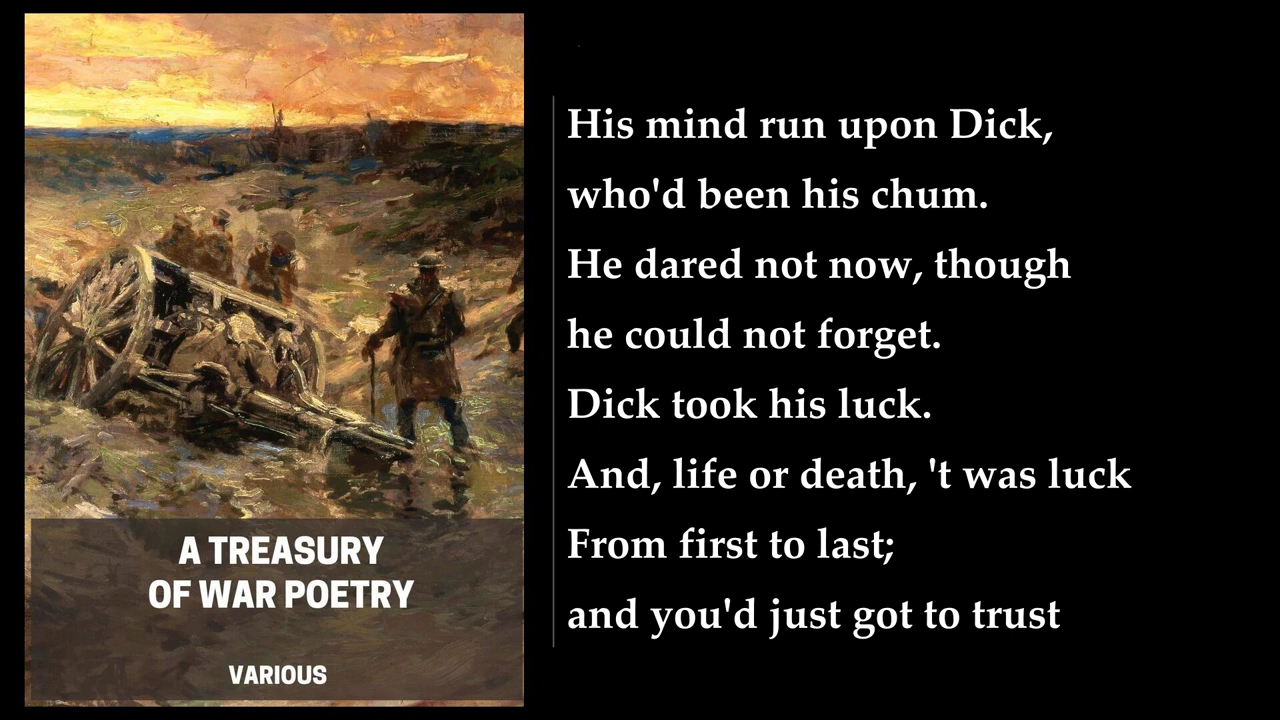 His mind run upon Dick,
who'd been his chum.
He dared not now, though
he could not forget.
Dick took his luck.
And, life or death, 't was luck
From first to last;
and you'd just got to trust
A TREASURY
OF WAR POETRY
VARIOUS